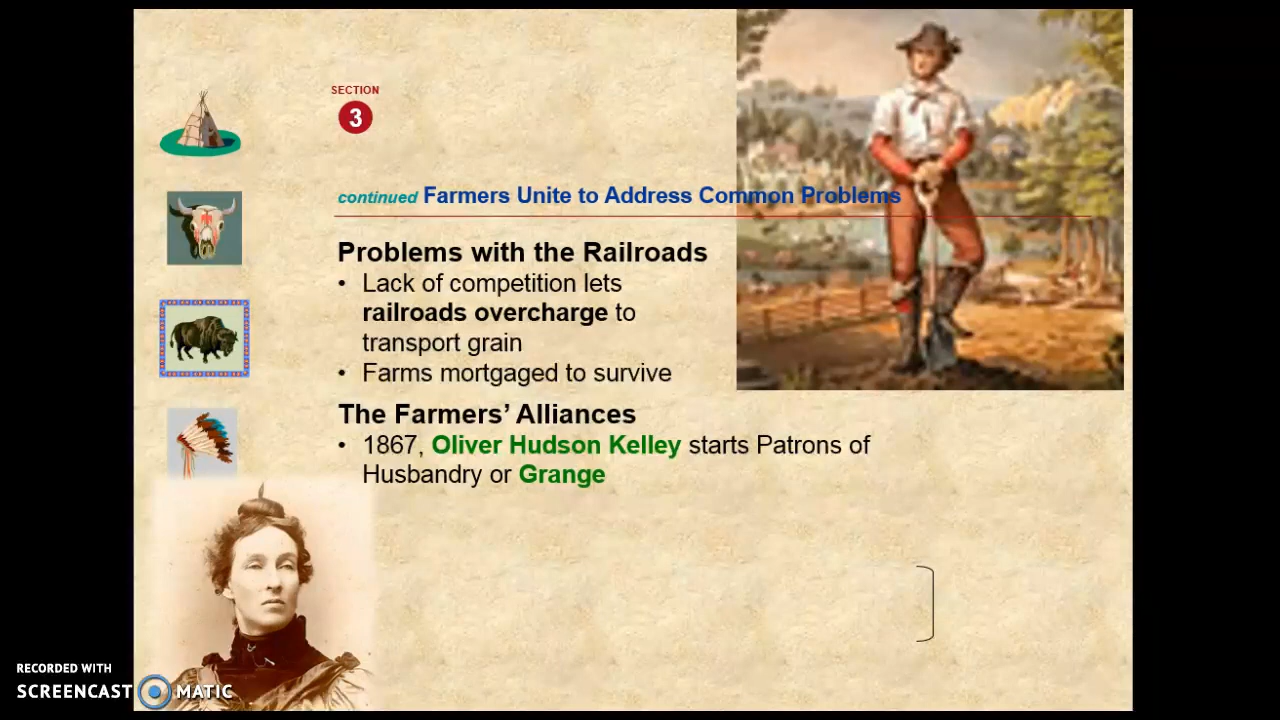 SECTION
3
continued Farmers Unite to Address Common Problems
Problems with the Railroads
• Lack of competition lets
railroads overcharge to
transport grain
• Farms mortgaged to survive
The Farmers’ Alliances
• 1867, Oliver Hudson Kelley starts Patrons of
Husbandry or Grange
RECORDED WITH
SCREENCAST MATIC